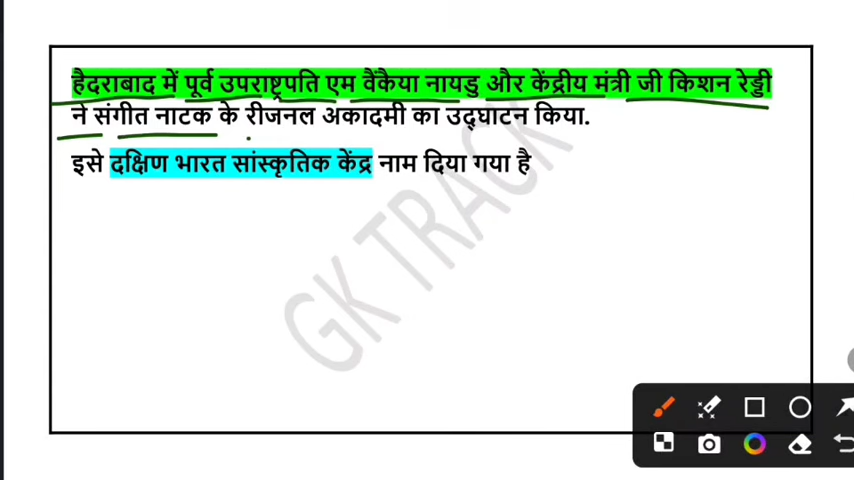 हैदराबाद में पूर्व उपराष्ट्रपति एम वैंकैया नायडु और केंद्रीय मंत्री जी किशन रेड्डी
ने संगीत नाटक के रीजनल अकादमी का उद्घाटन किया.
इसे दक्षिण भारत सांस्कृतिक केंद्र नाम दिया गया है
GK TRACK